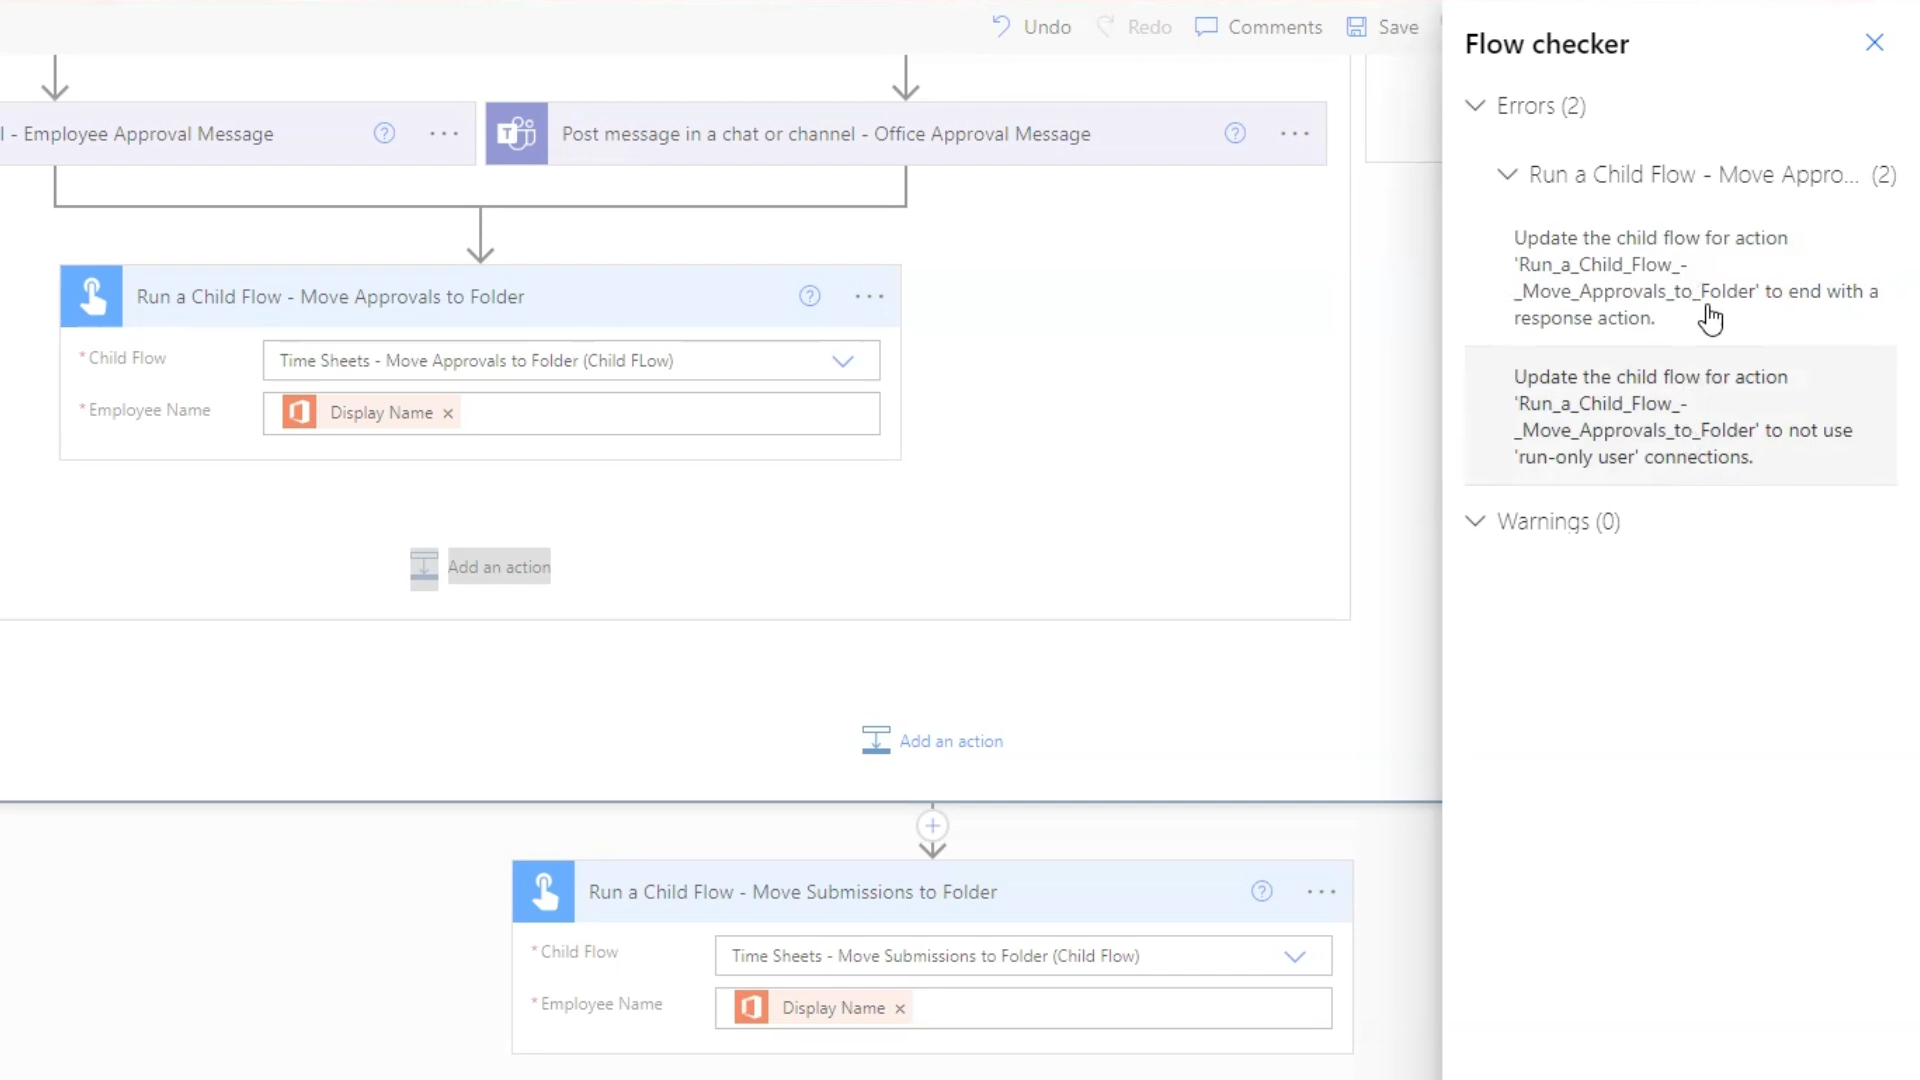 Undo
Redo
Comments
Save
Flow checker
Errors (2)
Run a Child Flow - Move Appro... (2)
Update the child flow for action
'Run_a_Child_Flow_-
_Move_Approvals_to_Folder' to end with a
response action.
Update the child flow for action
'Run_a_Child_Flow_-
_Move_Approvals_to_Folder' to not use
'run-only user' connections.
Warnings (0)
l - Employee Approval Message
Post message in a chat or channel - Office Approval Message
Run a Child Flow - Move Approvals to Folder
* Child Flow
Time Sheets - Move Approvals to Folder (Child FLow)
* Employee Name
Display Name ×
Add an action
Add an action
Run a Child Flow - Move Submissions to Folder
* Child Flow
Time Sheets - Move Submissions to Folder (Child Flow)
* Employee Name
Display Name ×